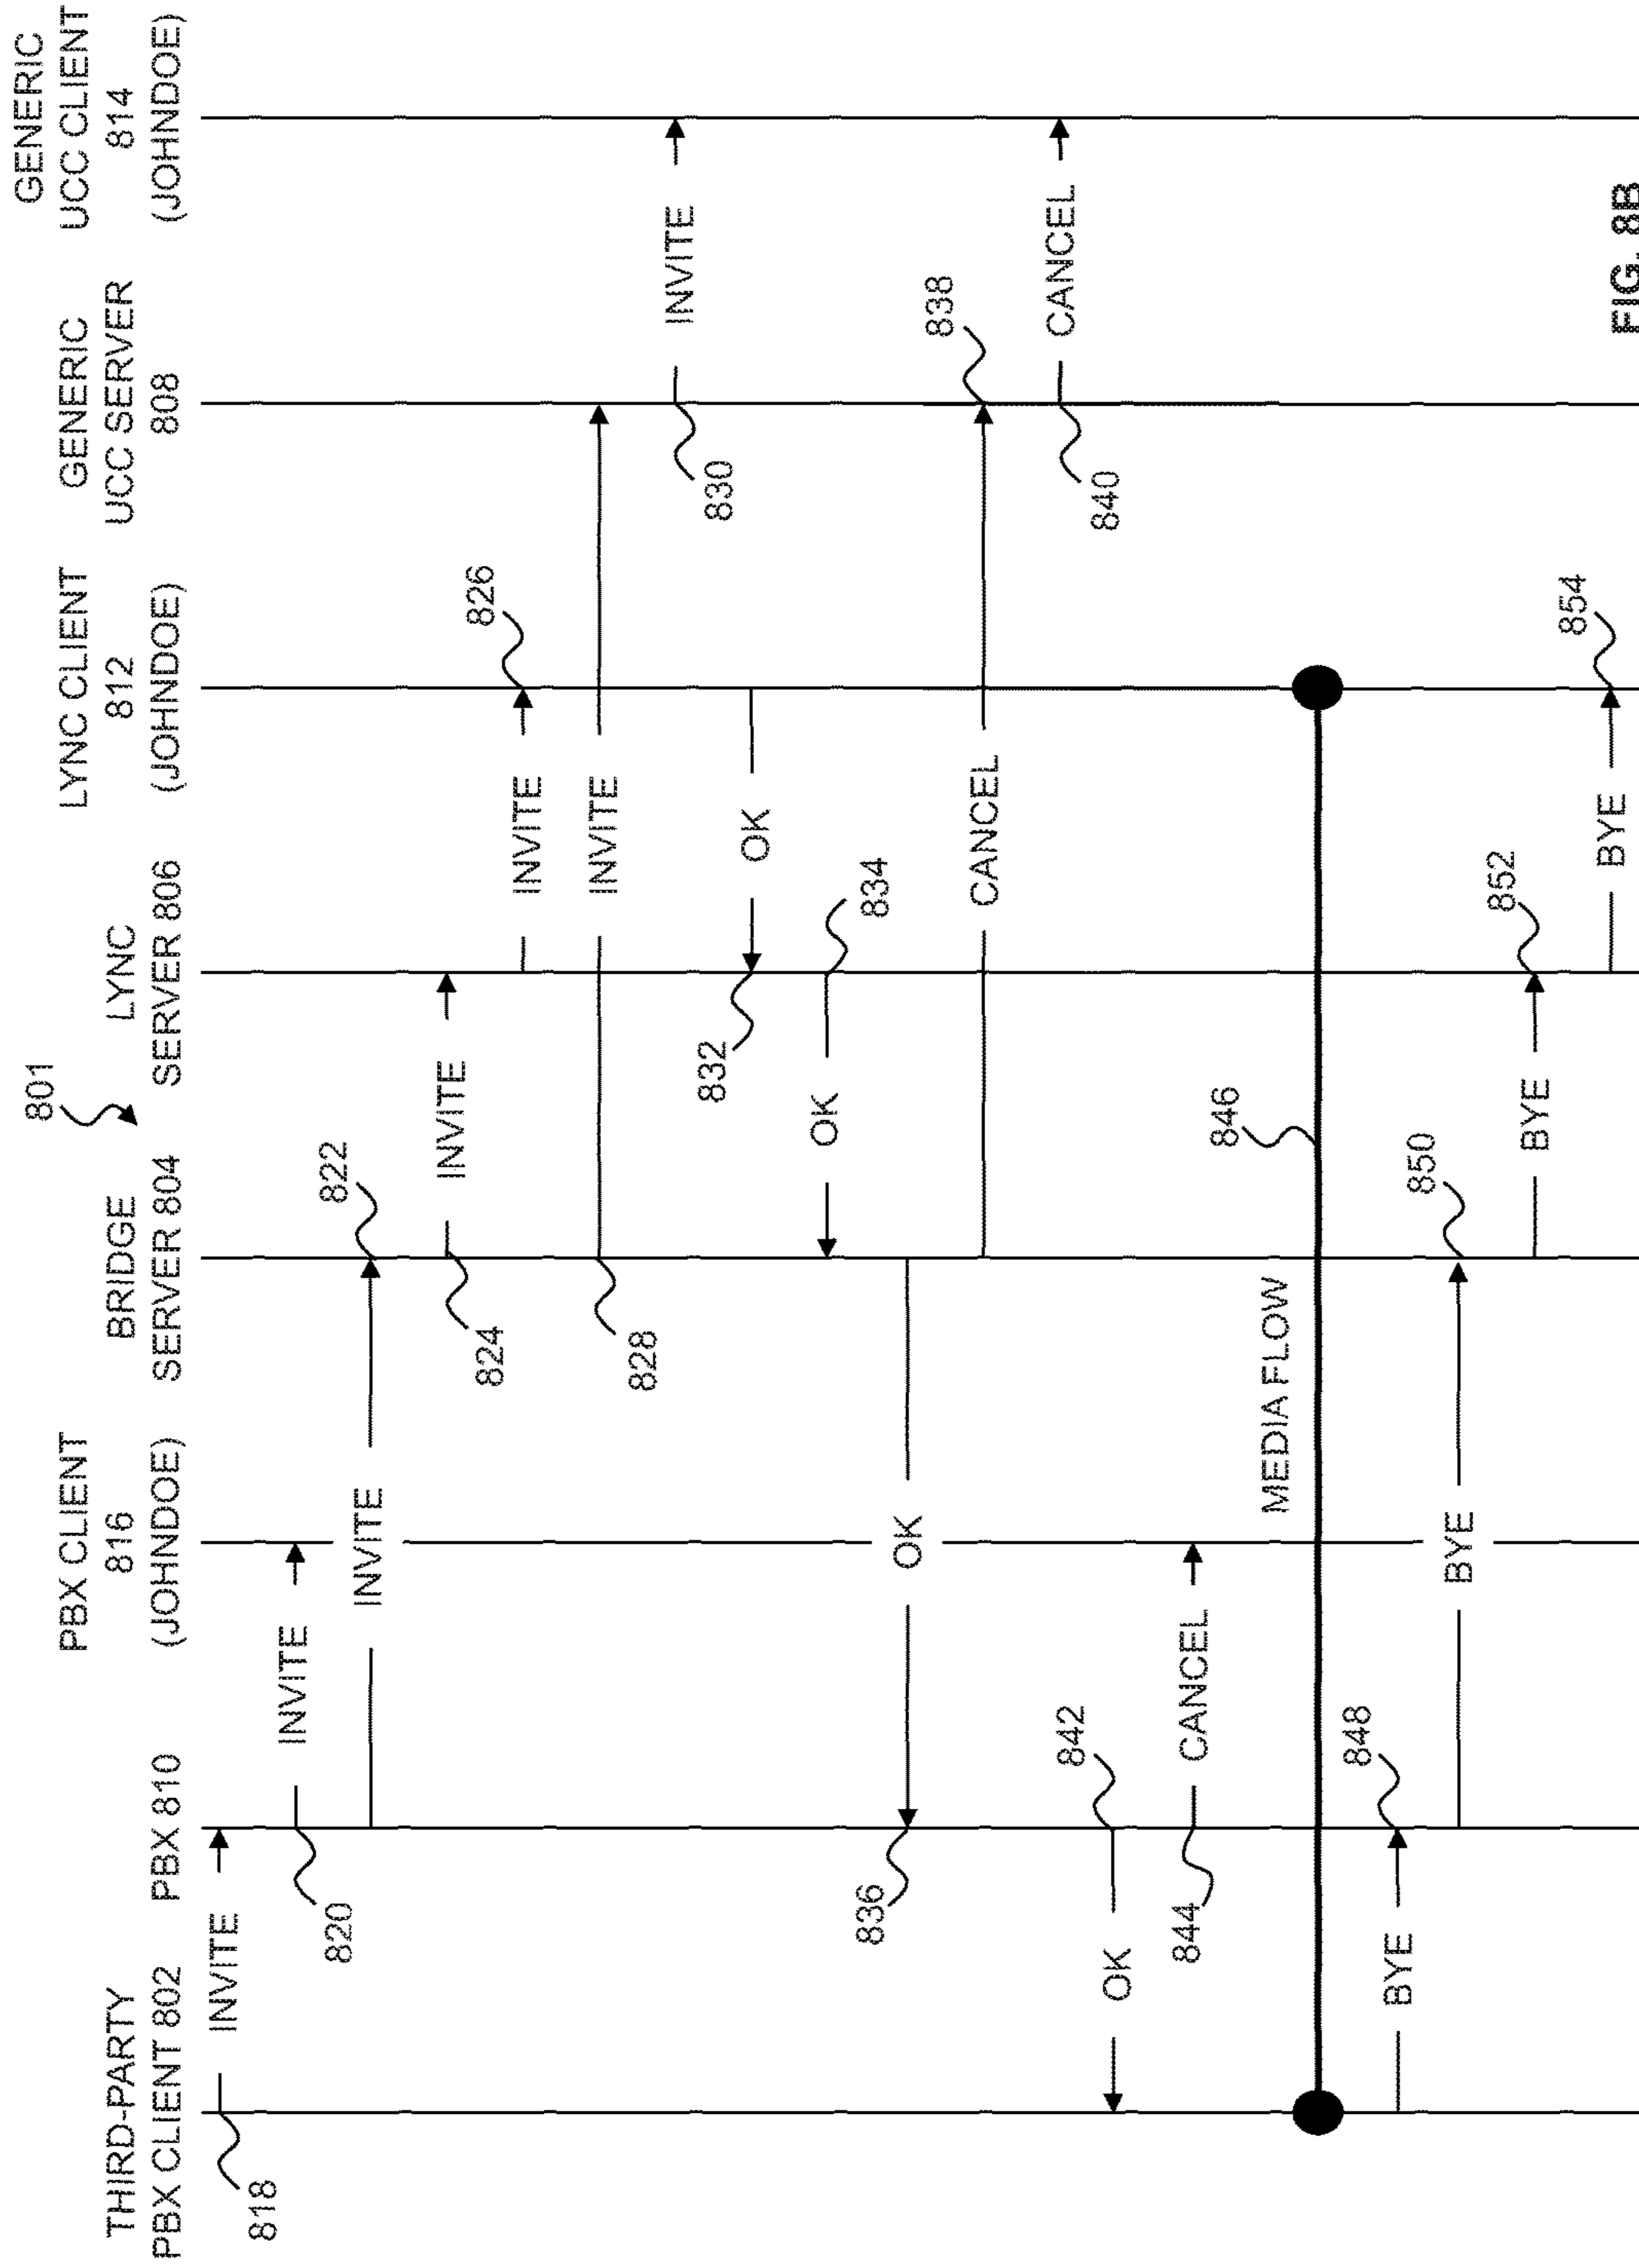 801
THIRD-PARTY
PBX CLIENT 802
PBX 810
PBX CLIENT
816
(JOHNDOE)
BRIDGE
SERVER 804
LYNC
SERVER 806
LYNC CLIENT
812
(JOHNDOE)
GENERIC
UCC SERVER
808
GENERIC
UCC CLIENT
814
(JOHNDOE)
INVITE
818
INVITE
820
INVITE
822
INVITE
824
INVITE
826
INVITE
828
INVITE
830
OK
832
OK
834
OK
836
CANCEL
838
CANCEL
840
OK
842
CANCEL
844
MEDIA FLOW
846
BYE
848
BYE
850
BYE
852
BYE
854
FIG. 8B